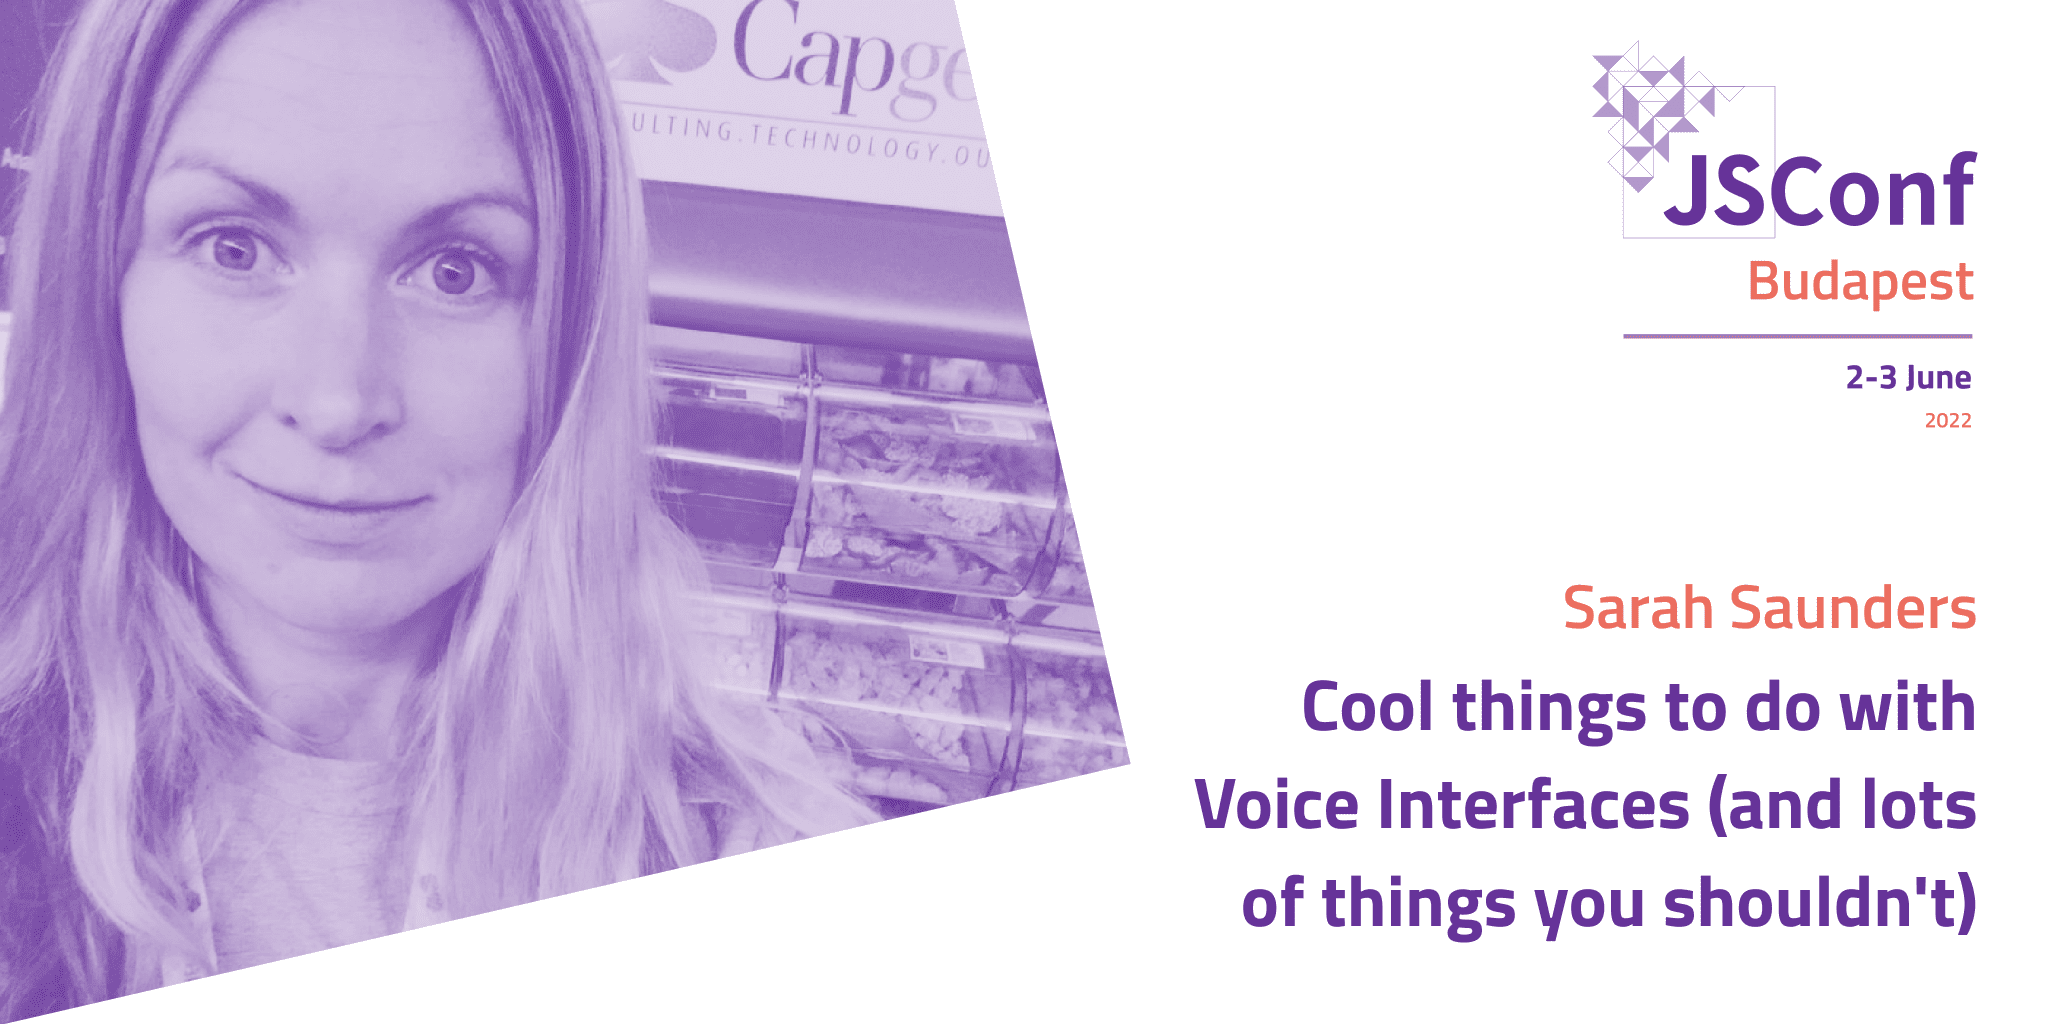 Capge
ULTING.TECHNOLOGY.OU
JSConf
Budapest
2-3 June
2022
Sarah Saunders
Cool things to do with
Voice Interfaces (and lots
of things you shouldn't)